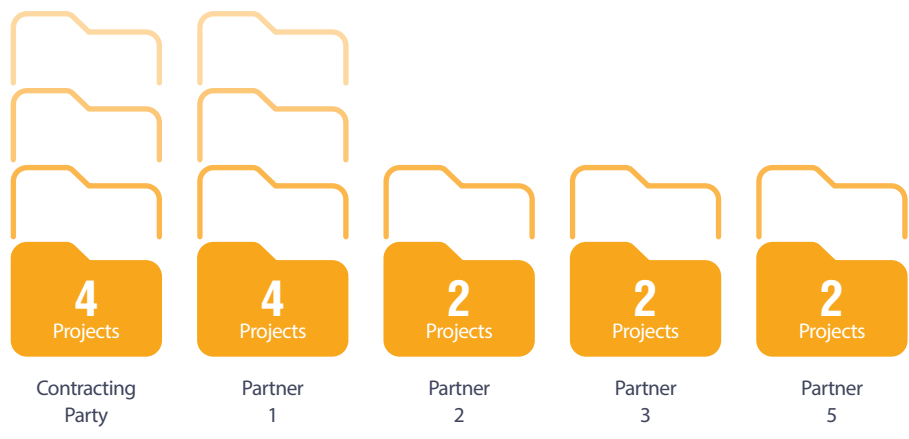 4
Projects
Contracting
Party
4
Projects
Partner
1
2
Projects
Partner
2
2
Projects
Partner
3
2
Projects
Partner
5